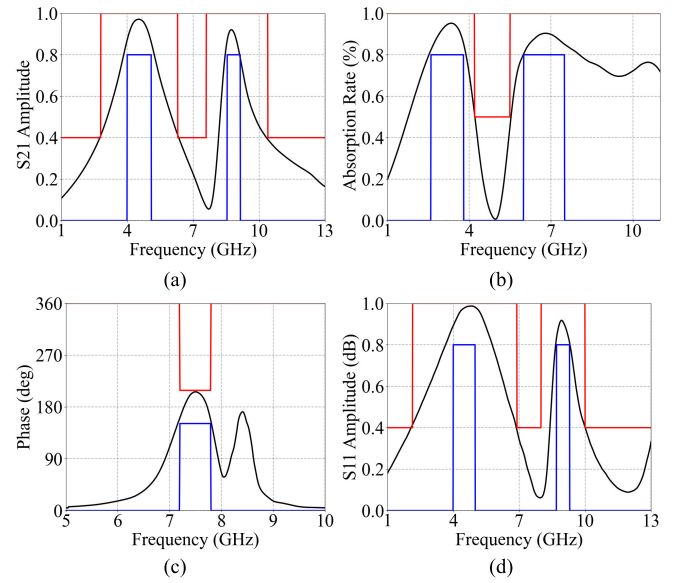 S21 Amplitude
1.0
0.8
0.6
0.4
0.2
0.0
1 4 7 10 13
Frequency (GHz)
(a)
Absorption Rate (%)
1.0
0.8
0.6
0.4
0.2
0.0
1 4 7 10
Frequency (GHz)
(b)
Phase (deg)
360
270
180
90
0
5 6 7 8 9 10
Frequency (GHz)
(c)
S11 Amplitude (dB)
1.0
0.8
0.6
0.4
0.2
0.0
1 4 7 10 13
Frequency (GHz)
(d)